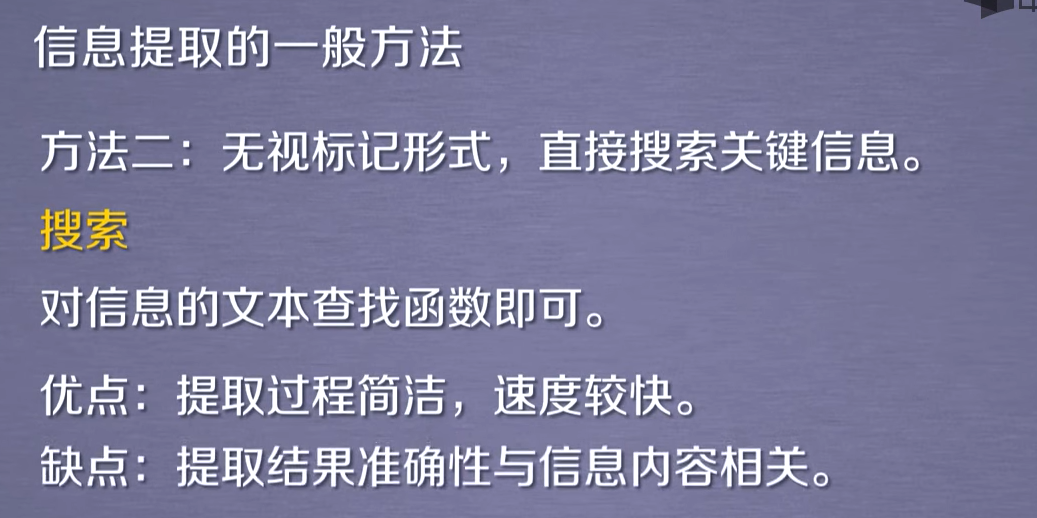 信息提取的一般方法
方法二：无视标记形式，直接搜索关键信息。
搜索
对信息的文本查找函数即可。
优点：提取过程简洁，速度较快。
缺点：提取结果准确性与信息内容相关。